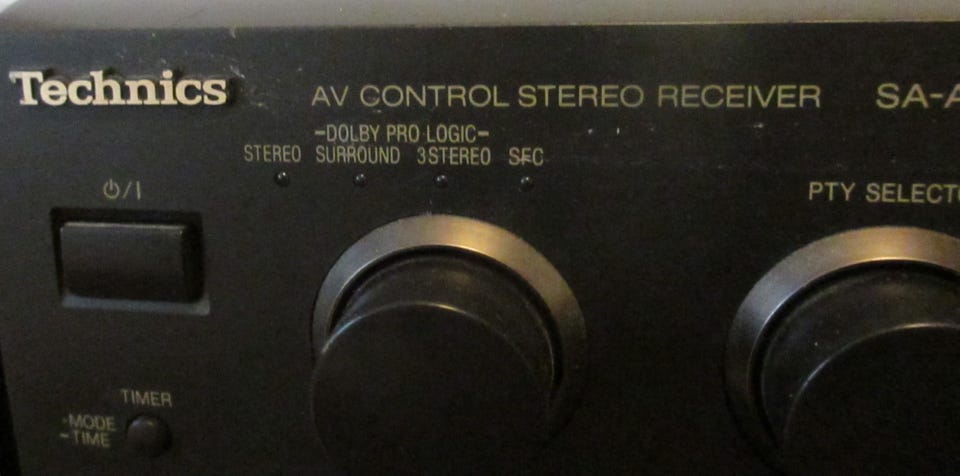 Technics
AV CONTROL STEREO RECEIVER SA-A
-DOLBY PRO LOGIC-
STEREO SURROUND 3STEREO SFC
⏻/I
PTY SELECTO
TIMER
-MODE
-TIME